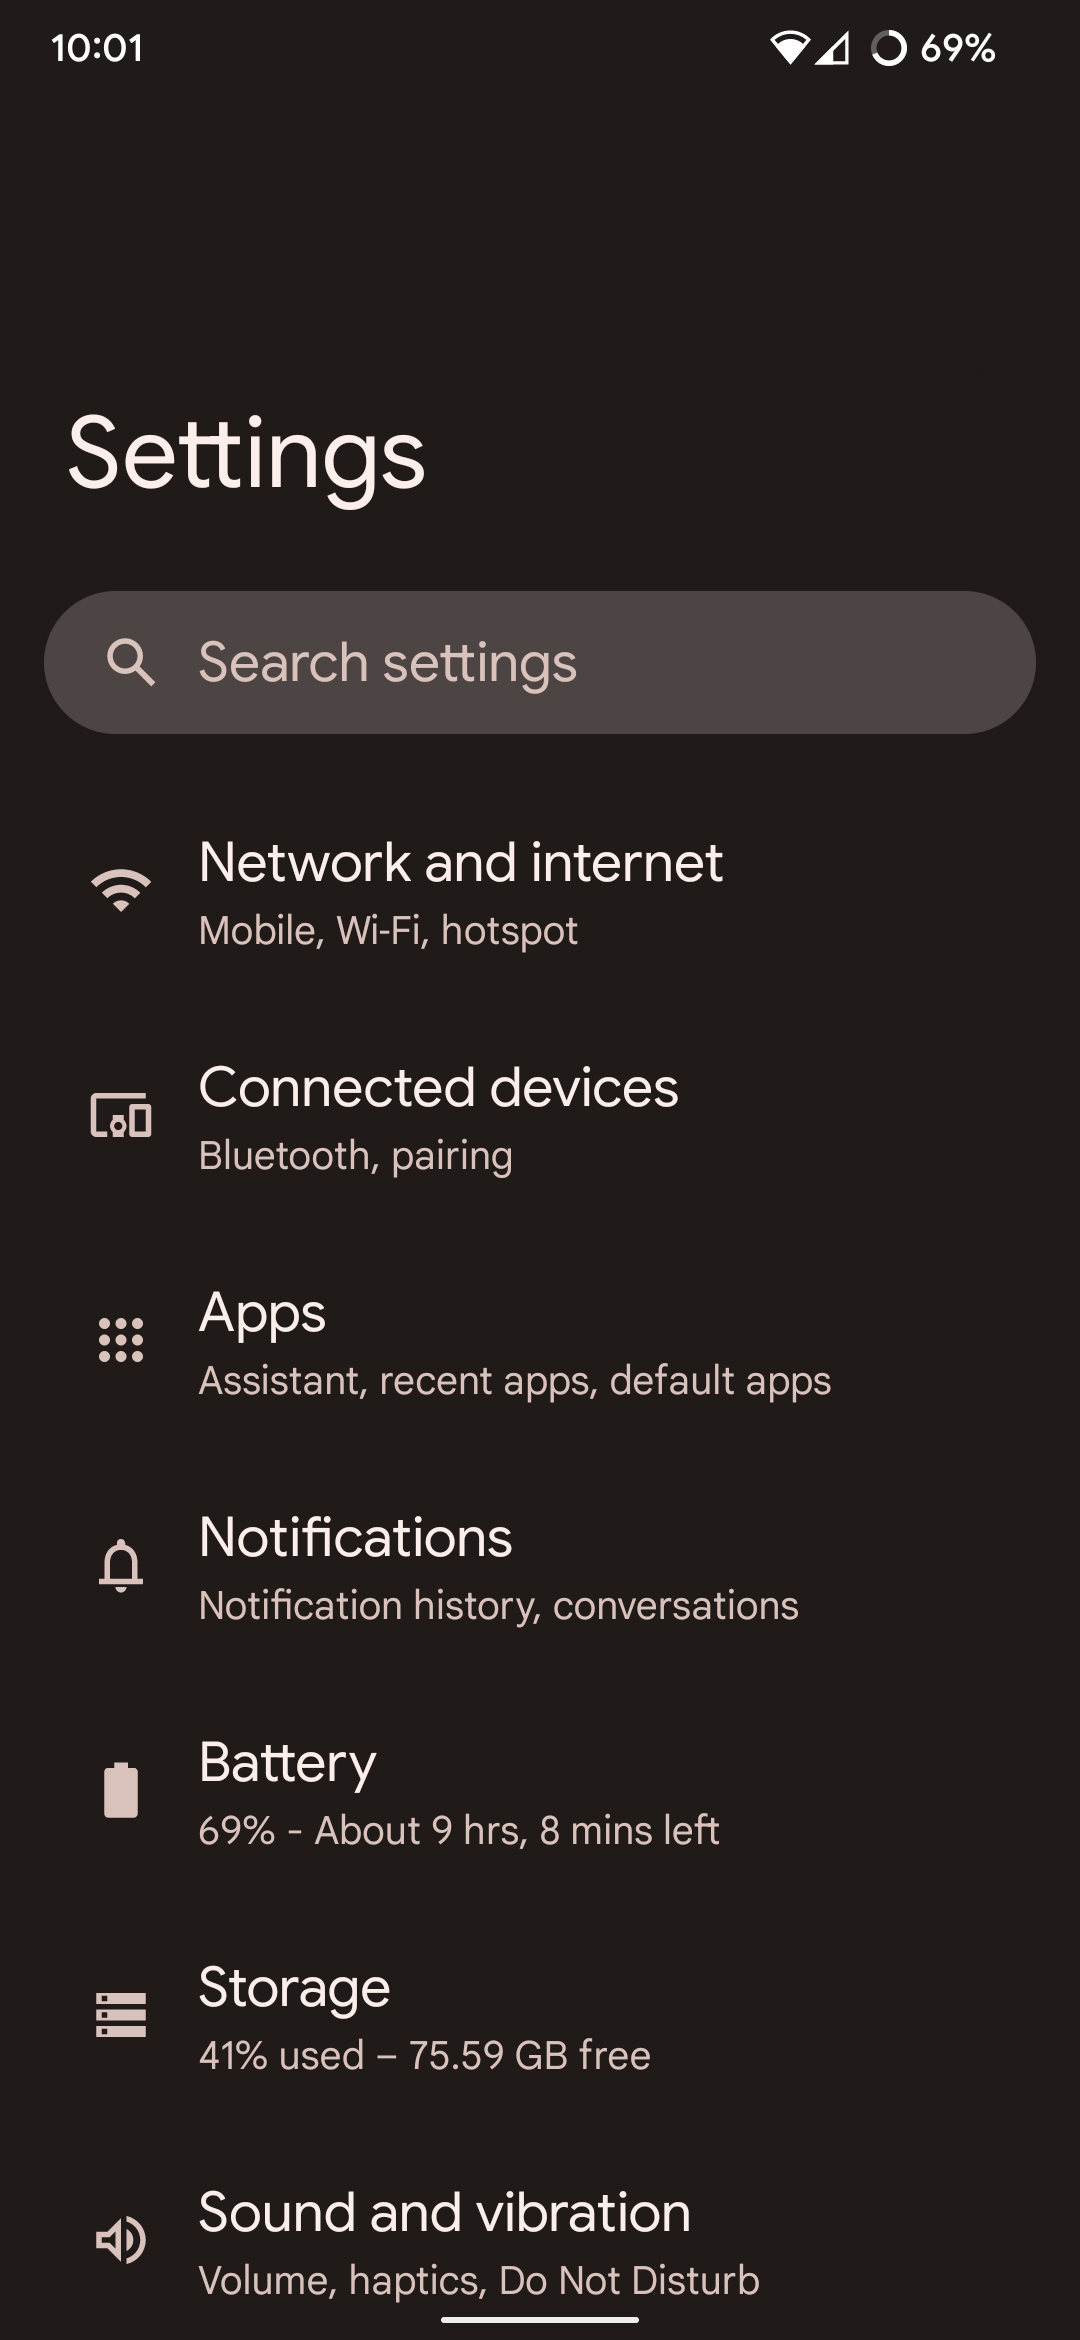 10:01
69%
Settings
Search settings
Network and internet
Mobile, Wi-Fi, hotspot
Connected devices
Bluetooth, pairing
Apps
Assistant, recent apps, default apps
Notifications
Notification history, conversations
Battery
69% - About 9 hrs, 8 mins left
Storage
41% used – 75.59 GB free
Sound and vibration
Volume, haptics, Do Not Disturb